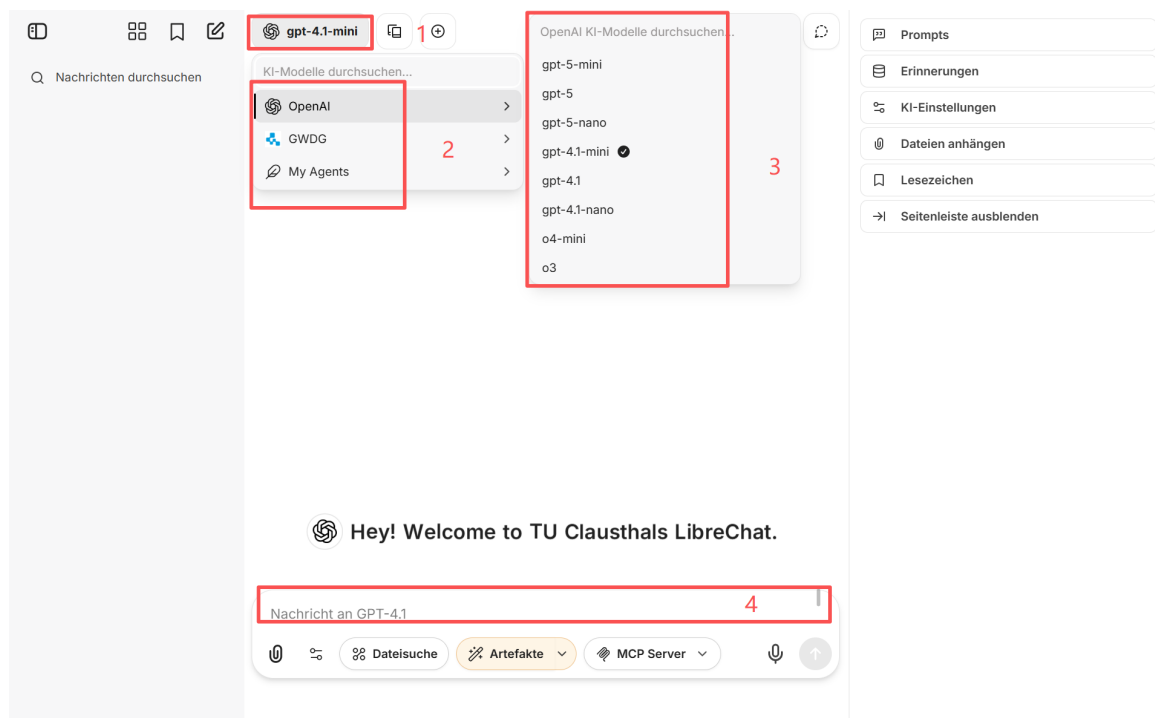 Nachrichten durchsuchen
gpt-4.1-mini
1
KI-Modelle durchsuchen...
OpenAI
GWDG
My Agents
2
OpenAI KI-Modelle durchsuchen...
gpt-5-mini
gpt-5
gpt-5-nano
gpt-4.1-mini
gpt-4.1
gpt-4.1-nano
o4-mini
o3
3
Prompts
Erinnerungen
KI-Einstellungen
Dateien anhängen
Lesezeichen
Seitenleiste ausblenden
Hey! Welcome to TU Clausthals LibreChat.
Nachricht an GPT-4.1
4
Dateisuche
Artefakte
MCP Server